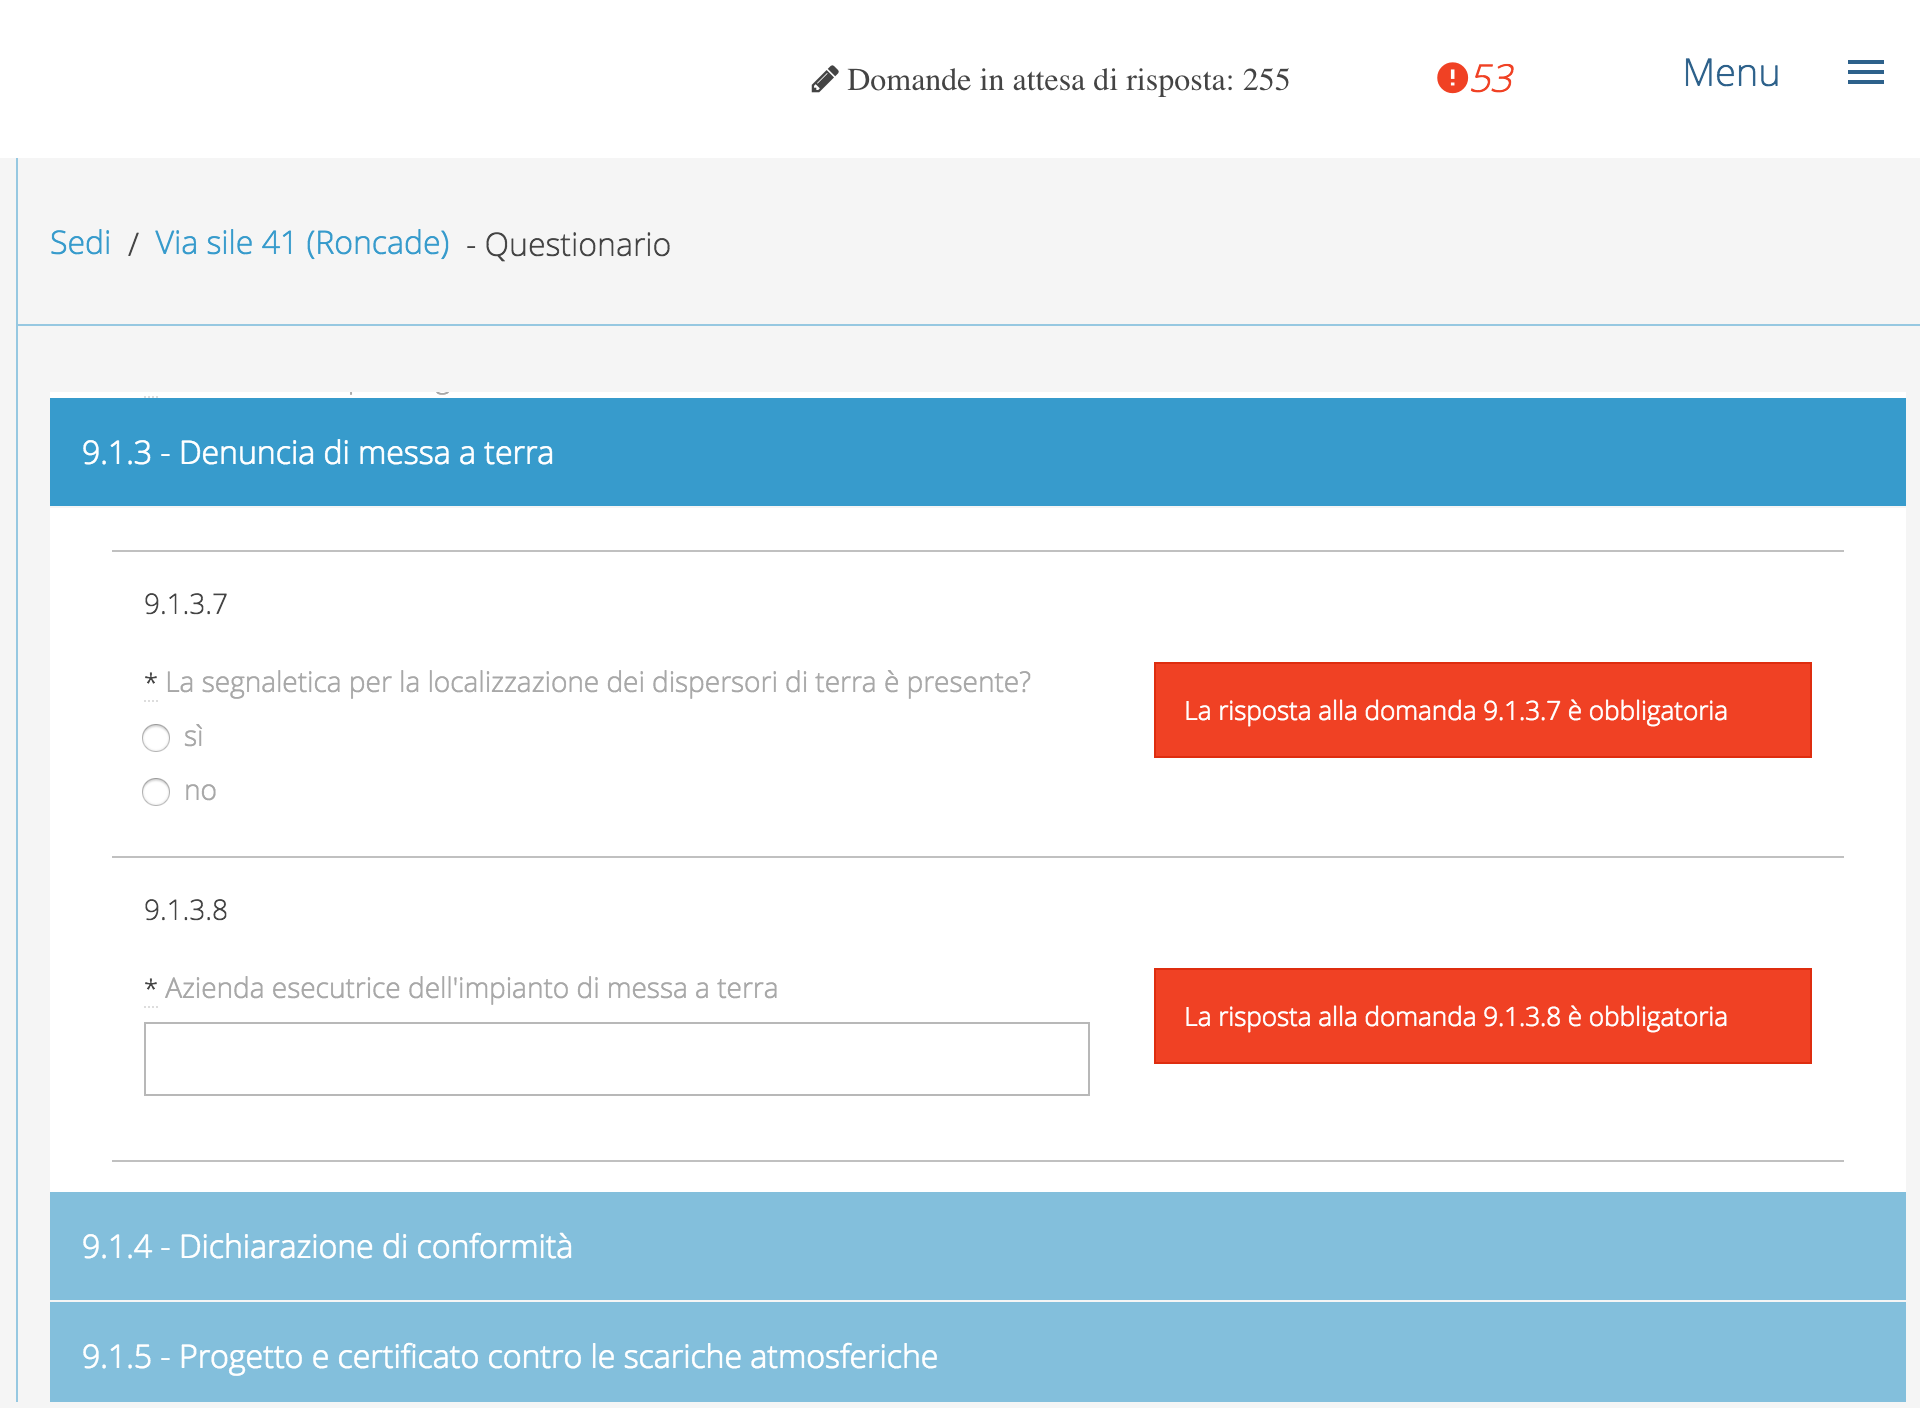 Domande in attesa di risposta: 255
53
Menu
Sedi / Via sile 41 (Roncade) - Questionario
9.1.3 - Denuncia di messa a terra
9.1.3.7
* La segnaletica per la localizzazione dei dispersori di terra è presente?
La risposta alla domanda 9.1.3.7 è obbligatoria
sì
no
9.1.3.8
* Azienda esecutrice dell'impianto di messa a terra
La risposta alla domanda 9.1.3.8 è obbligatoria
9.1.4 - Dichiarazione di conformità
9.1.5 - Progetto e certificato contro le scariche atmosferiche